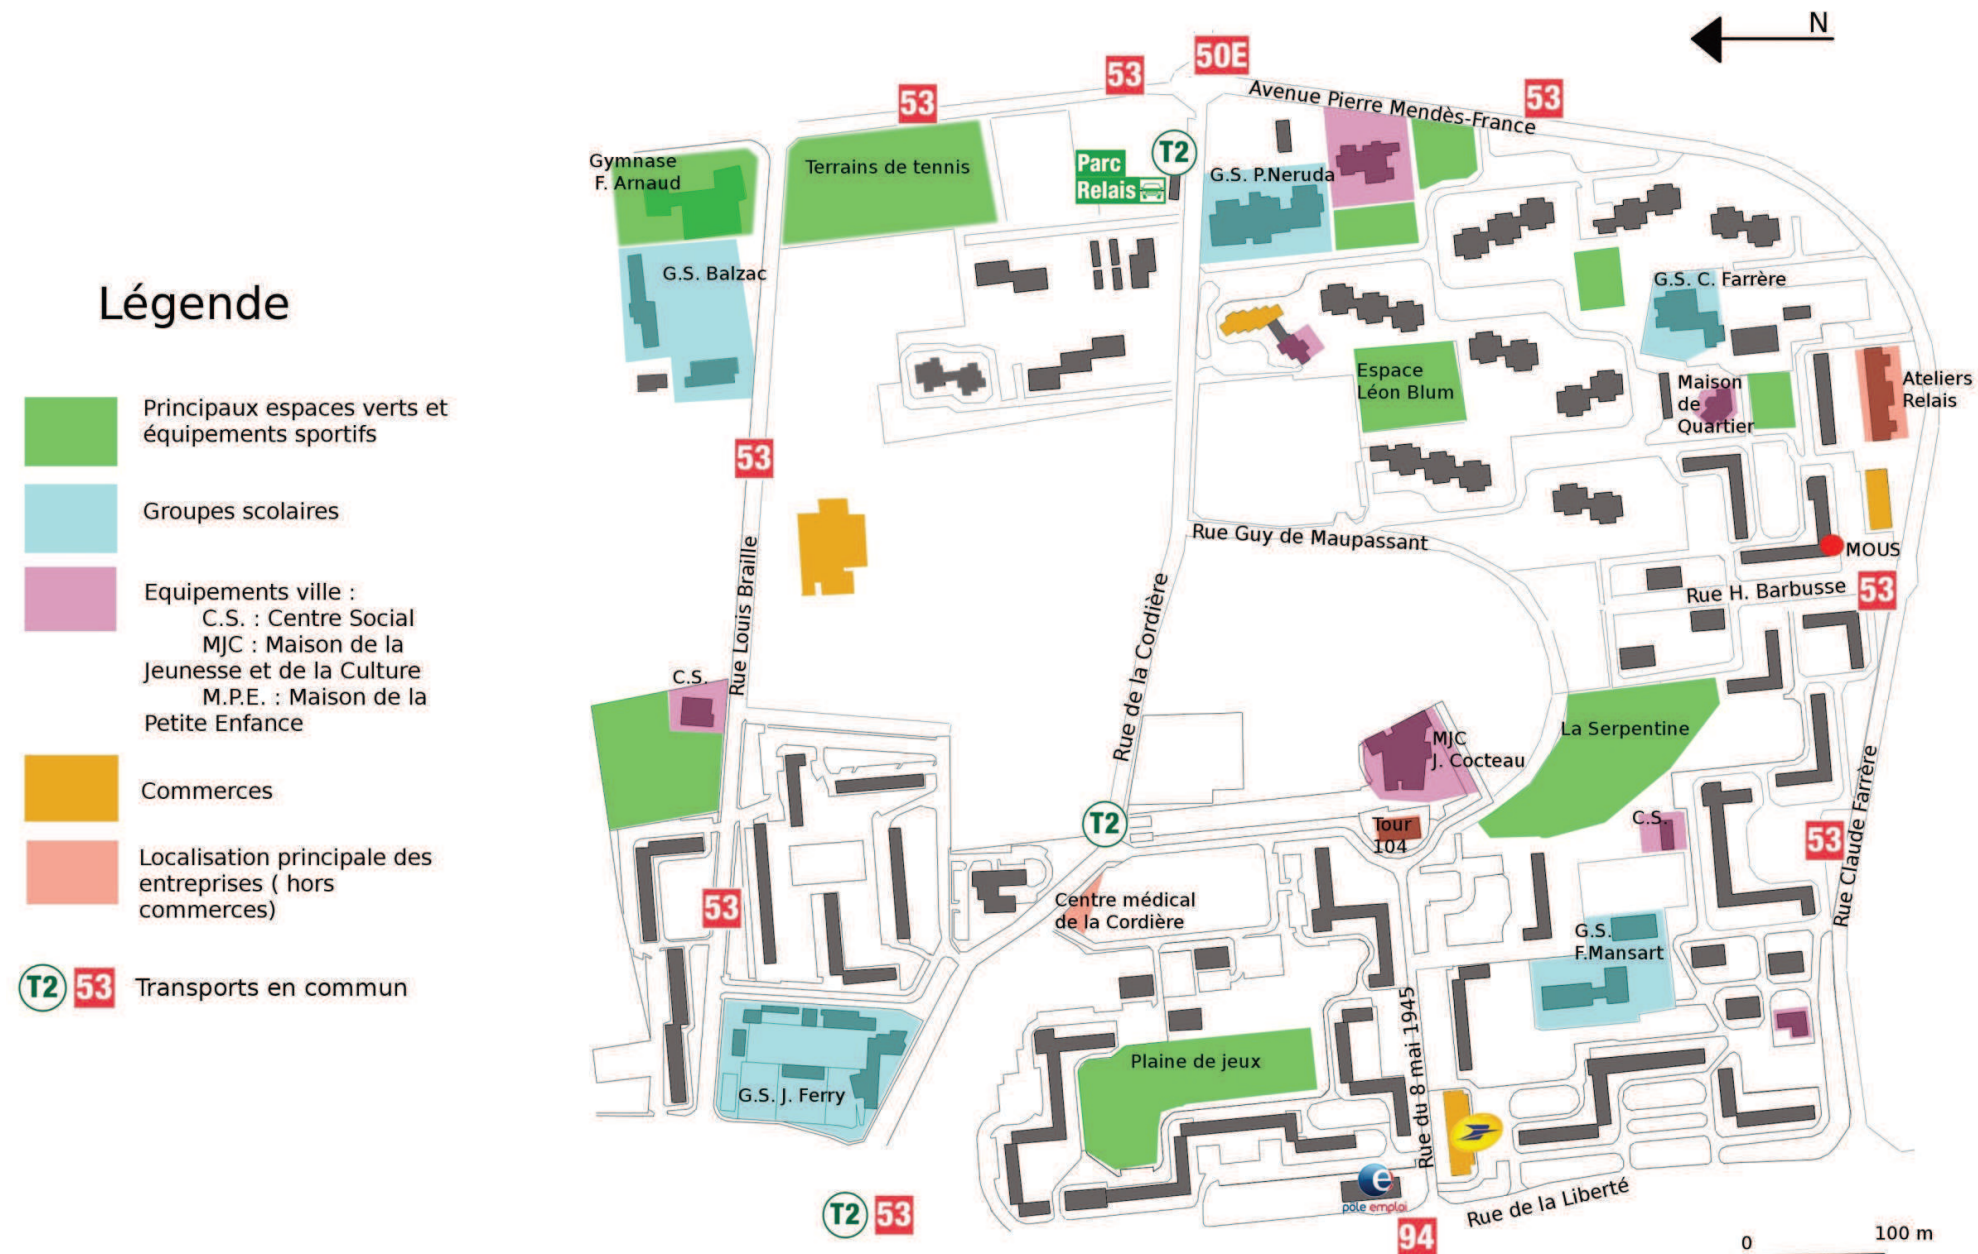 N
50E
53
53
53
Avenue Pierre Mendès-France
Gymnase
F. Arnaud
Terrains de tennis
Parc
Relais
T2
G.S. P.Neruda
G.S. Balzac
G.S. C. Farrère
Légende
Espace
Léon Blum
Maison
de
Quartier
Ateliers
Relais
Principaux espaces verts et
équipements sportifs
53
Groupes scolaires
Rue Louis Braille
Rue Guy de Maupassant
MOUS
Rue H. Barbusse
53
Equipements ville :
C.S. : Centre Social
MJC : Maison de la
Jeunesse et de la Culture
M.P.E. : Maison de la
Petite Enfance
C.S.
Rue de la Cordière
MJC
J. Cocteau
La Serpentine
Commerces
T2
Tour
104
C.S.
53
Rue Claude Farrère
Localisation principale des
entreprises ( hors
commerces)
53
Centre médical
de la Cordière
G.S.
F.Mansart
T2
53
Transports en commun
Rue du 8 mai 1945
Plaine de jeux
G.S. J. Ferry
pôle emploi
T2
53
Rue de la Liberté
94
0
100 m